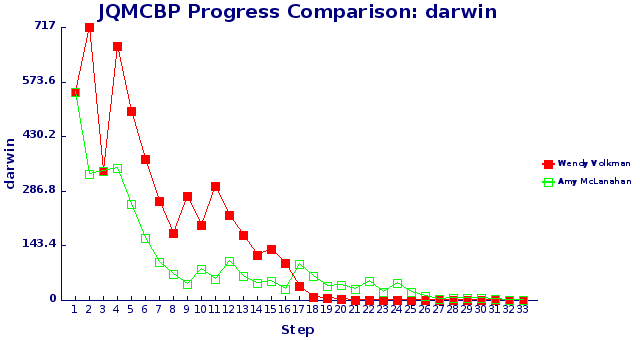 JQMCBP Progress Comparison: darwin
717
573.6
430.2
286.8
143.4
0
darwin
1 2 3 4 5 6 7 8 9 10 11 12 13 14 15 16 17 18 19 20 21 22 23 24 25 26 27 28 29 30 31 32 33
Step
Wendy Volkman
Amy McLanahan